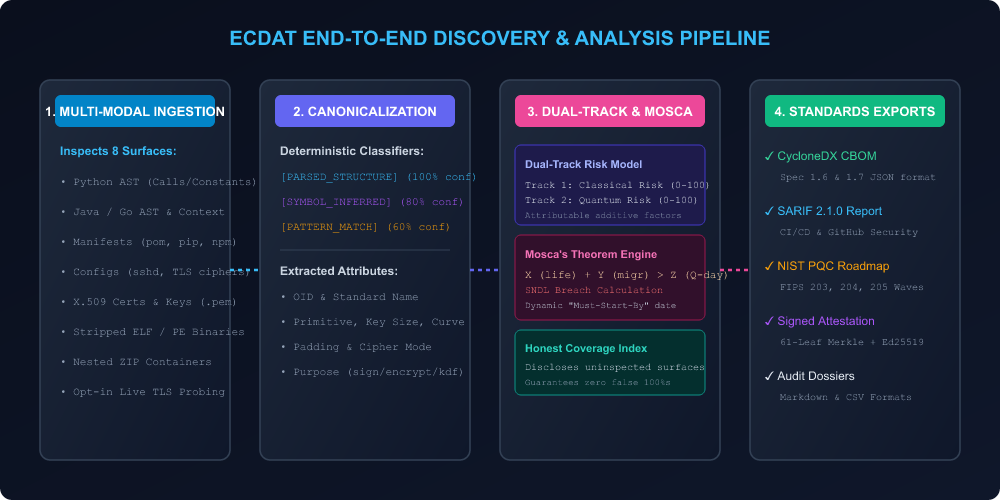 ECDAT END-TO-END DISCOVERY & ANALYSIS PIPELINE
1. MULTI-MODAL INGESTION
Inspects 8 Surfaces:
• Python AST (Calls/Constants)
• Java / Go AST & Context
• Manifests (pom, pip, npm)
• Configs (sshd, TLS ciphers)
• X.509 Certs & Keys (.pem)
• Stripped ELF / PE Binaries
• Nested ZIP Containers
• Opt-in Live TLS Probing
2. CANONICALIZATION
Deterministic Classifiers:
[PARSED_STRUCTURE] (100% conf)
[SYMBOL_INFERRED] (80% conf)
[PATTERN_MATCH] (60% conf)
Extracted Attributes:
• OID & Standard Name
• Primitive, Key Size, Curve
• Padding & Cipher Mode
• Purpose (sign/encrypt/kdf)
3. DUAL-TRACK & MOSCA
Dual-Track Risk Model
Track 1: Classical Risk (0-100)
Track 2: Quantum Risk (0-100)
Attributable additive factors
Mosca's Theorem Engine
X (life) + Y (migr) > Z (Q-day)
SNDL Breach Calculation
Dynamic "Must-Start-By" date
Honest Coverage Index
Discloses uninspected surfaces
Guarantees zero false 100%s
4. STANDARDS EXPORTS
✓ CycloneDX CBOM
Spec 1.6 & 1.7 JSON format
✓ SARIF 2.1.0 Report
CI/CD & GitHub Security
✓ NIST PQC Roadmap
FIPS 203, 204, 205 Waves
✓ Signed Attestation
61-Leaf Merkle + Ed25519
✓ Audit Dossiers
Markdown & CSV Formats